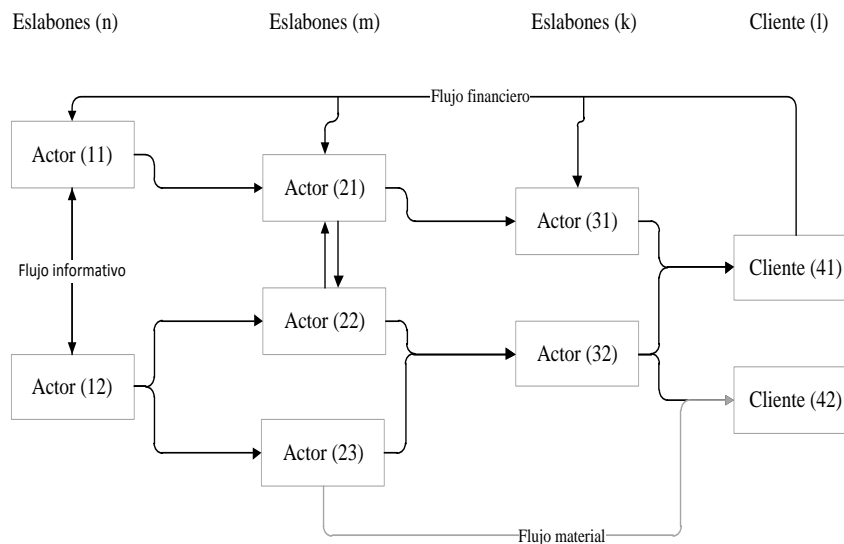 Eslabones (n)
Eslabones (m)
Eslabones (k)
Cliente (l)
Flujo financiero
Actor (11)
Actor (21)
Actor (31)
Cliente (41)
Flujo informativo
Actor (22)
Actor (32)
Actor (12)
Cliente (42)
Actor (23)
Flujo material